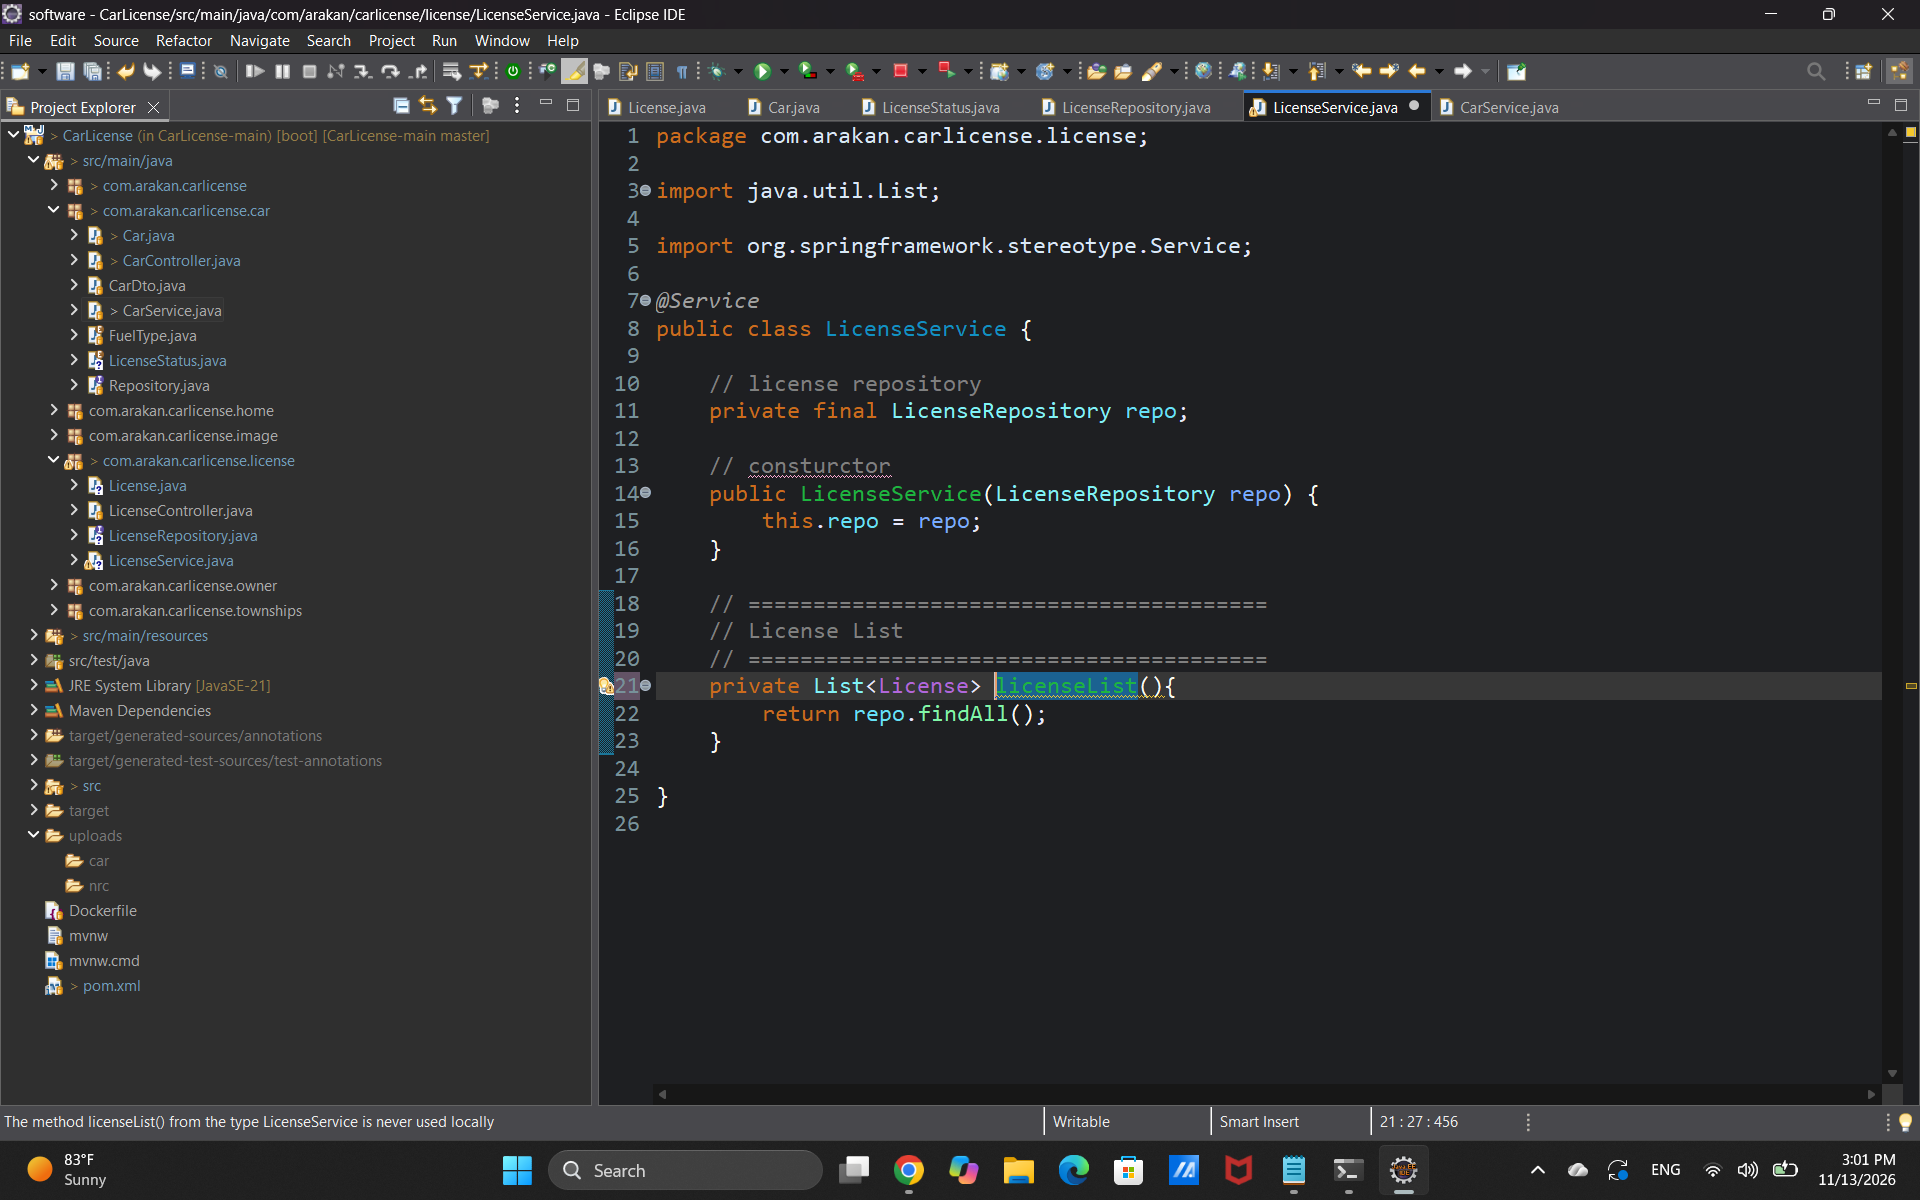 software - CarLicense/src/main/java/com/arakan/carlicense/license/LicenseService.java - Eclipse IDE
File Edit Source Refactor Navigate Search Project Run Window Help
Project Explorer
> CarLicense (in CarLicense-main) [boot] [CarLicense-main master]
> src/main/java
> com.arakan.carlicense
> com.arakan.carlicense.car
> Car.java
> CarController.java
CarDto.java
> CarService.java
FuelType.java
LicenseStatus.java
Repository.java
com.arakan.carlicense.home
com.arakan.carlicense.image
> com.arakan.carlicense.license
License.java
LicenseController.java
LicenseRepository.java
LicenseService.java
com.arakan.carlicense.owner
com.arakan.carlicense.townships
> src/main/resources
src/test/java
JRE System Library [JavaSE-21]
Maven Dependencies
target/generated-sources/annotations
target/generated-test-sources/test-annotations
> src
target
uploads
car
nrc
Dockerfile
mvnw
mvnw.cmd
> pom.xml
License.java Car.java LicenseStatus.java LicenseRepository.java LicenseService.java CarService.java
1 package com.arakan.carlicense.license;
2
3 import java.util.List;
4
5 import org.springframework.stereotype.Service;
6
7 @Service
8 public class LicenseService {
9
10 // license repository
11 private final LicenseRepository repo;
12
13 // consturctor
14 public LicenseService(LicenseRepository repo) {
15 this.repo = repo;
16 }
17
18 // ========================================
19 // License List
20 // ========================================
21 private List<License> licenseList(){
22 return repo.findAll();
23 }
24
25 }
26
The method licenseList() from the type LicenseService is never used locally
Writable
Smart Insert
21 : 27 : 456
83°F
Sunny
Search
ENG
3:01 PM
11/13/2026